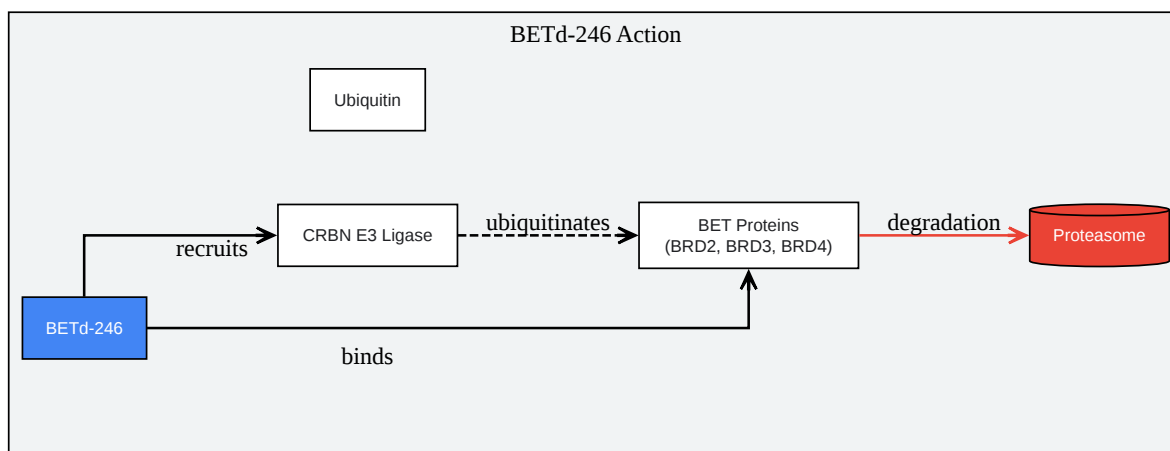 BETd-246 Action
Ubiquitin
recruits
CRBN E3 Ligase
ubiquitinates
BET Proteins
(BRD2, BRD3, BRD4)
degradation
Proteasome
BETd-246
binds